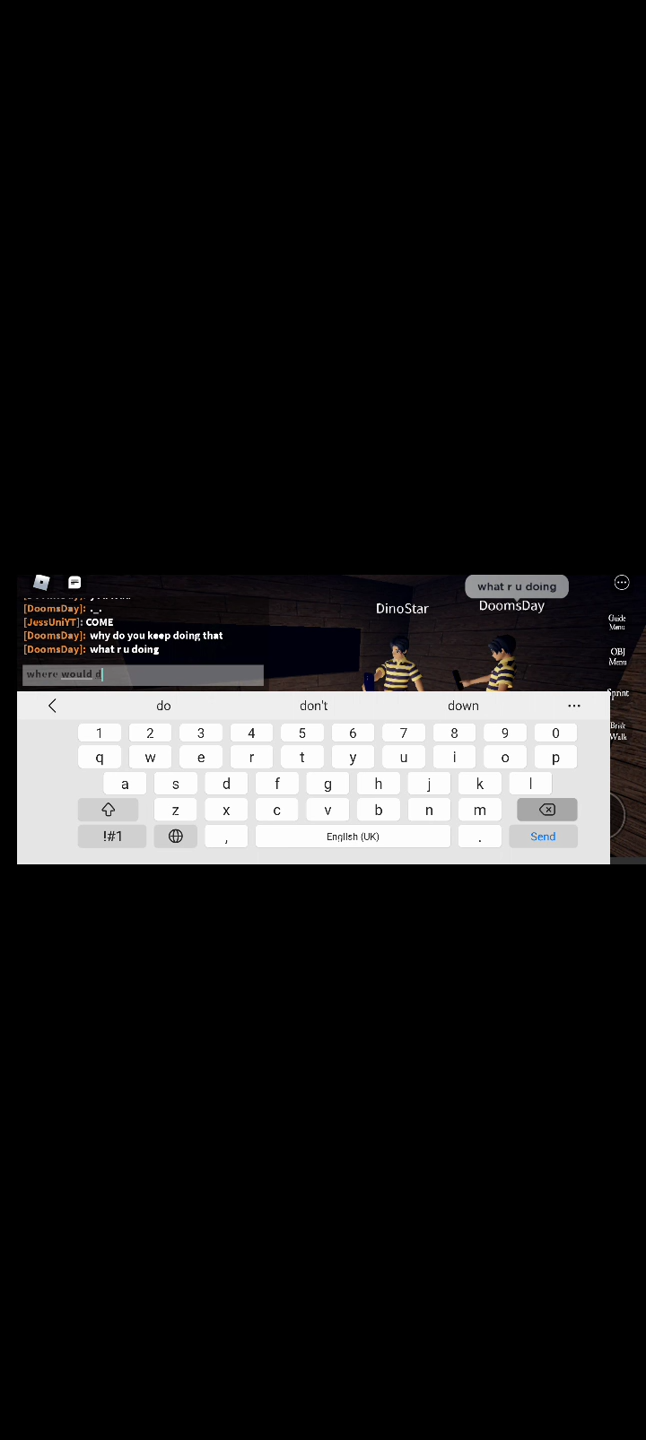 what r u doing
DinoStar
DoomsDay
[DoomsDay]: ._.
[JessUniYT]: COME
[DoomsDay]: why do you keep doing that
[DoomsDay]: what r u doing
where would d
Guide
Menu
OBJ
Menu
Sprint
Walk
do
don't
down
1 2 3 4 5 6 7 8 9 0
q w e r t y u i o p
a s d f g h j k l
z x c v b n m
!#1 , English (UK) . Send